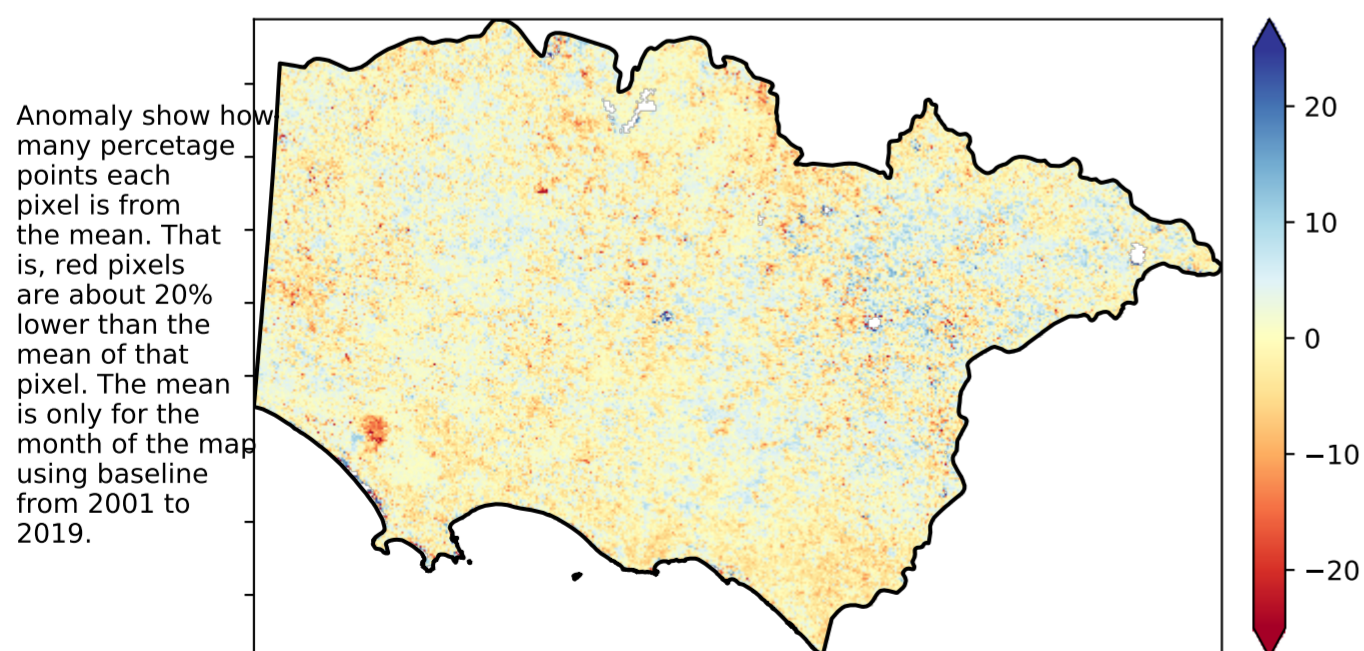 Anomaly show how
many percetage
points each
pixel is from
the mean. That
is, red pixels
are about 20%
lower than the
mean of that
pixel. The mean
is only for the
month of the map
using baseline
from 2001 to
2019.
20
10
0
−10
−20